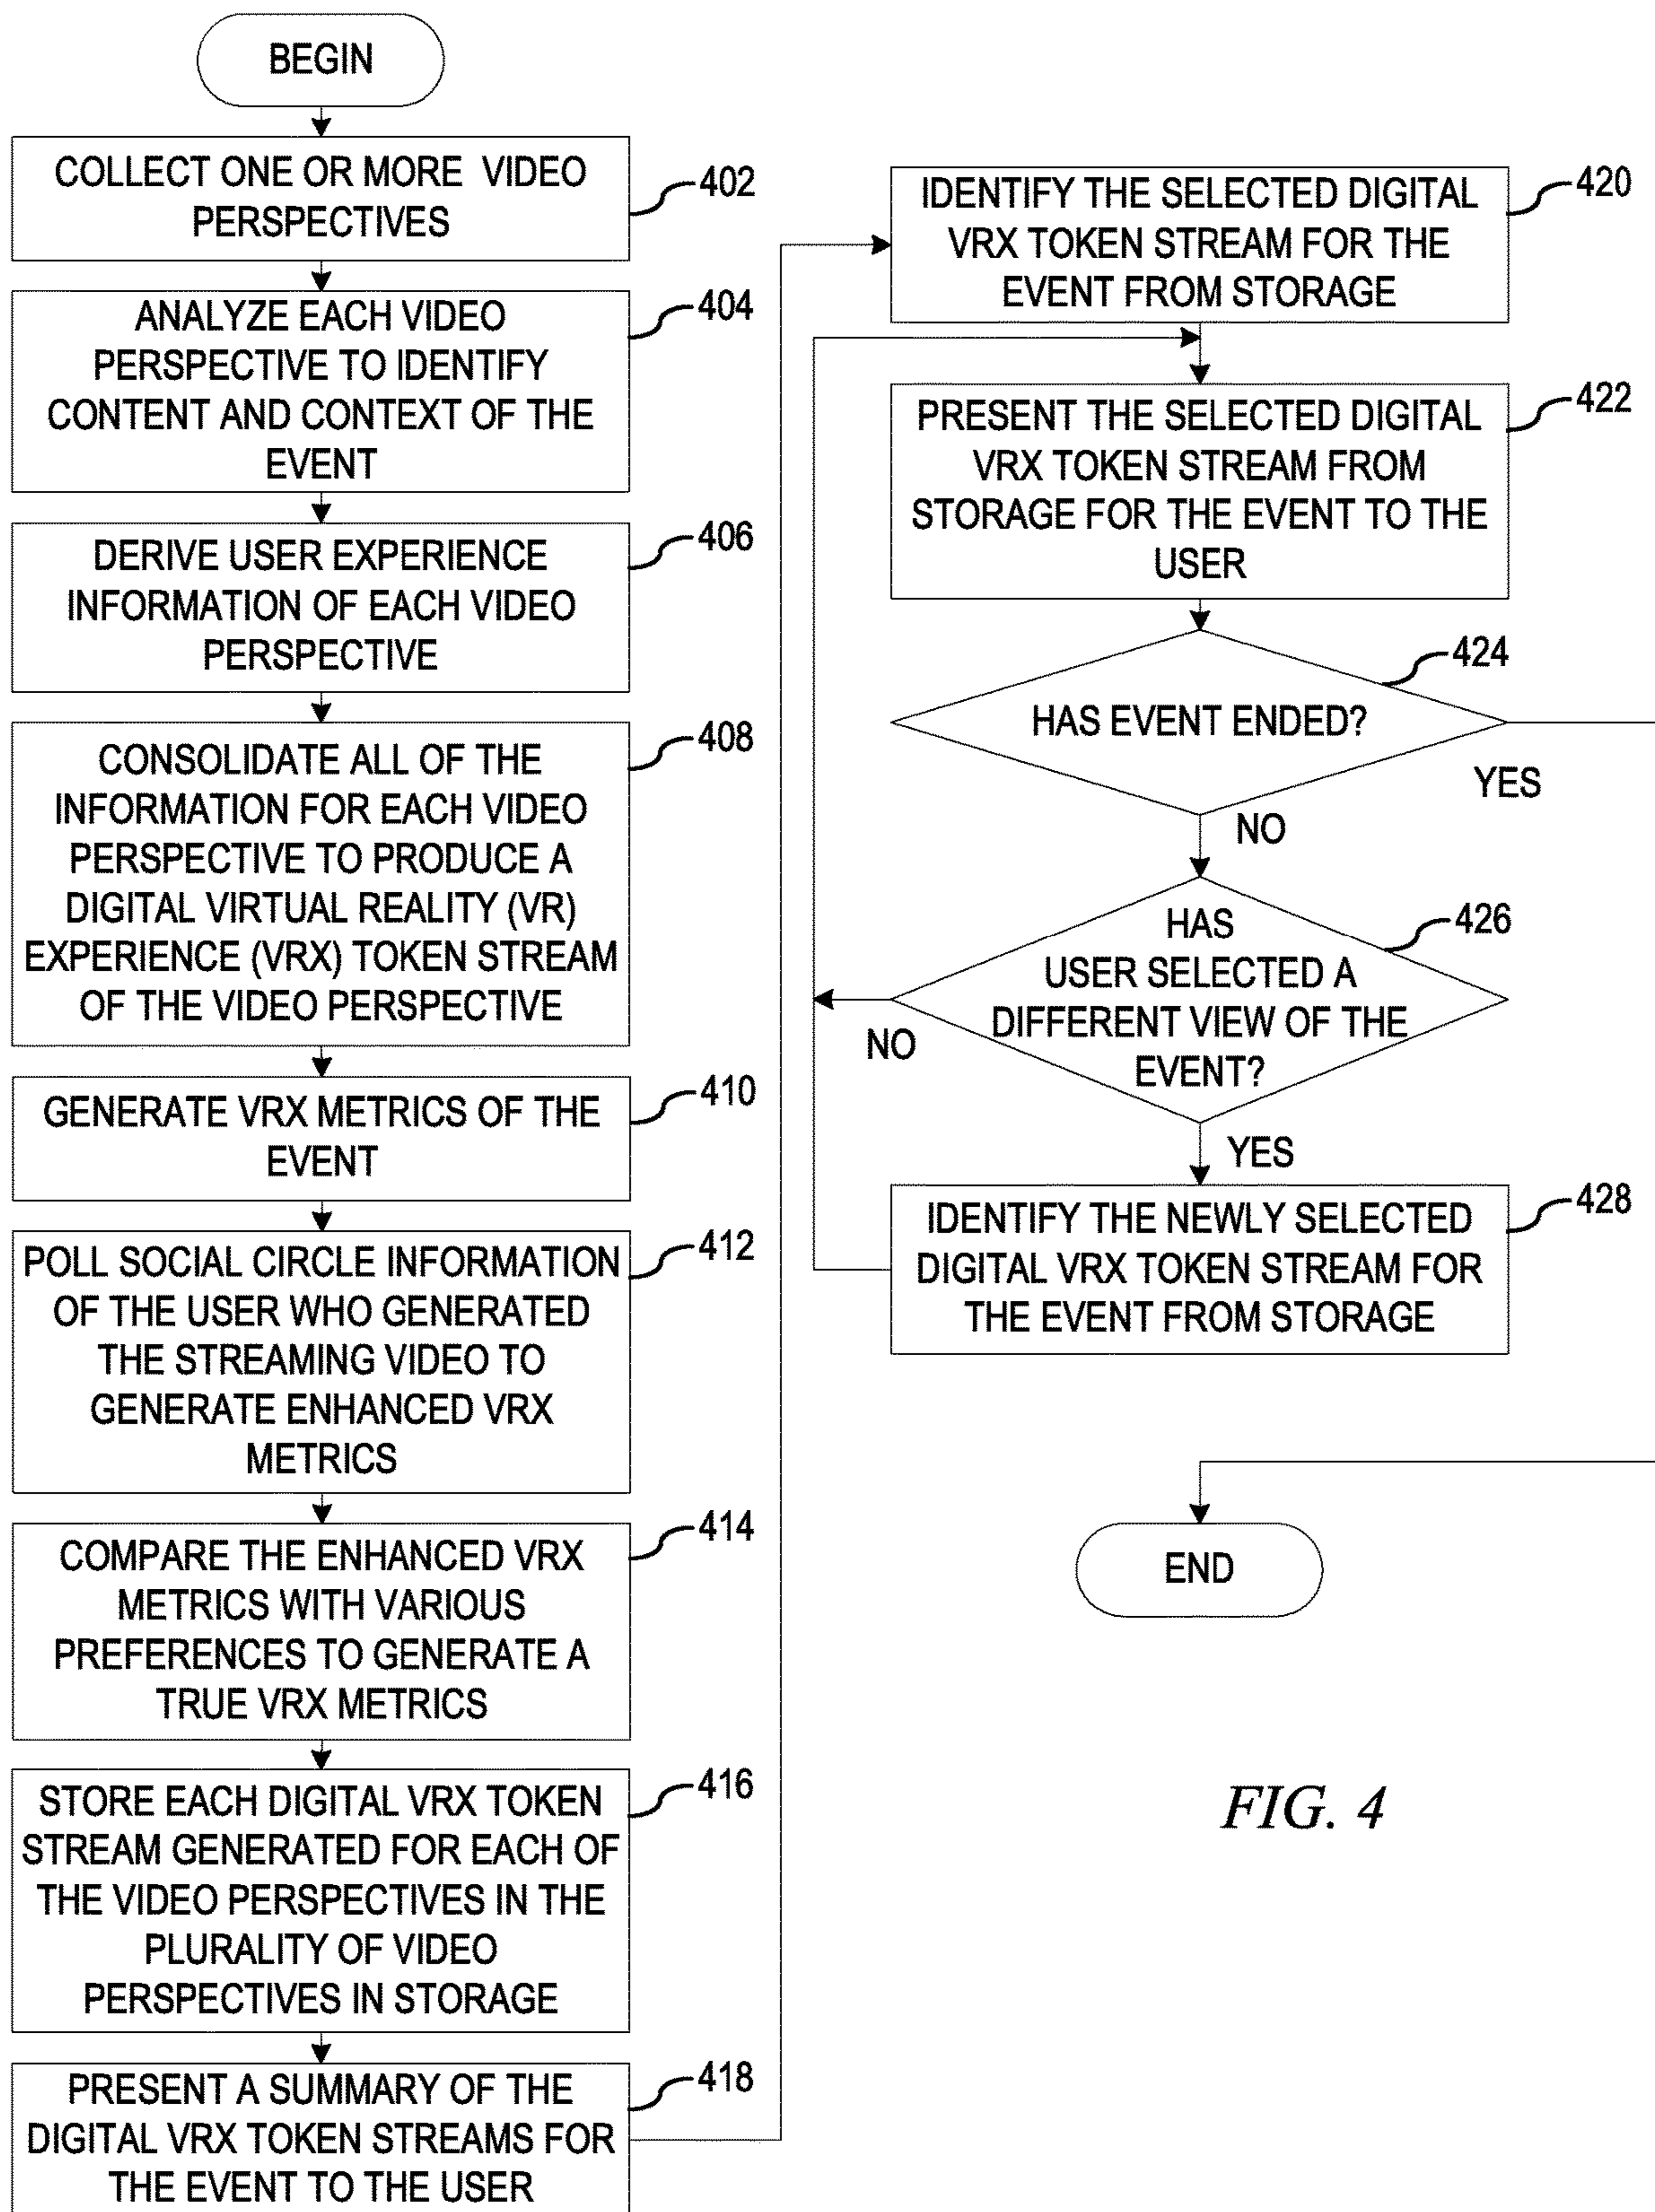 BEGIN
COLLECT ONE OR MORE VIDEO
PERSPECTIVES
402
ANALYZE EACH VIDEO
PERSPECTIVE TO IDENTIFY
CONTENT AND CONTEXT OF THE
EVENT
404
DERIVE USER EXPERIENCE
INFORMATION OF EACH VIDEO
PERSPECTIVE
406
CONSOLIDATE ALL OF THE
INFORMATION FOR EACH VIDEO
PERSPECTIVE TO PRODUCE A
DIGITAL VIRTUAL REALITY (VR)
EXPERIENCE (VRX) TOKEN STREAM
OF THE VIDEO PERSPECTIVE
408
GENERATE VRX METRICS OF THE
EVENT
410
POLL SOCIAL CIRCLE INFORMATION
OF THE USER WHO GENERATED
THE STREAMING VIDEO TO
GENERATE ENHANCED VRX
METRICS
412
COMPARE THE ENHANCED VRX
METRICS WITH VARIOUS
PREFERENCES TO GENERATE A
TRUE VRX METRICS
414
STORE EACH DIGITAL VRX TOKEN
STREAM GENERATED FOR EACH OF
THE VIDEO PERSPECTIVES IN THE
PLURALITY OF VIDEO
PERSPECTIVES IN STORAGE
416
PRESENT A SUMMARY OF THE
DIGITAL VRX TOKEN STREAMS FOR
THE EVENT TO THE USER
418
IDENTIFY THE SELECTED DIGITAL
VRX TOKEN STREAM FOR THE
EVENT FROM STORAGE
420
PRESENT THE SELECTED DIGITAL
VRX TOKEN STREAM FROM
STORAGE FOR THE EVENT TO THE
USER
422
HAS EVENT ENDED?
424
YES
NO
HAS
USER SELECTED A
DIFFERENT VIEW OF THE
EVENT?
426
NO
YES
IDENTIFY THE NEWLY SELECTED
DIGITAL VRX TOKEN STREAM FOR
THE EVENT FROM STORAGE
428
END
FIG. 4